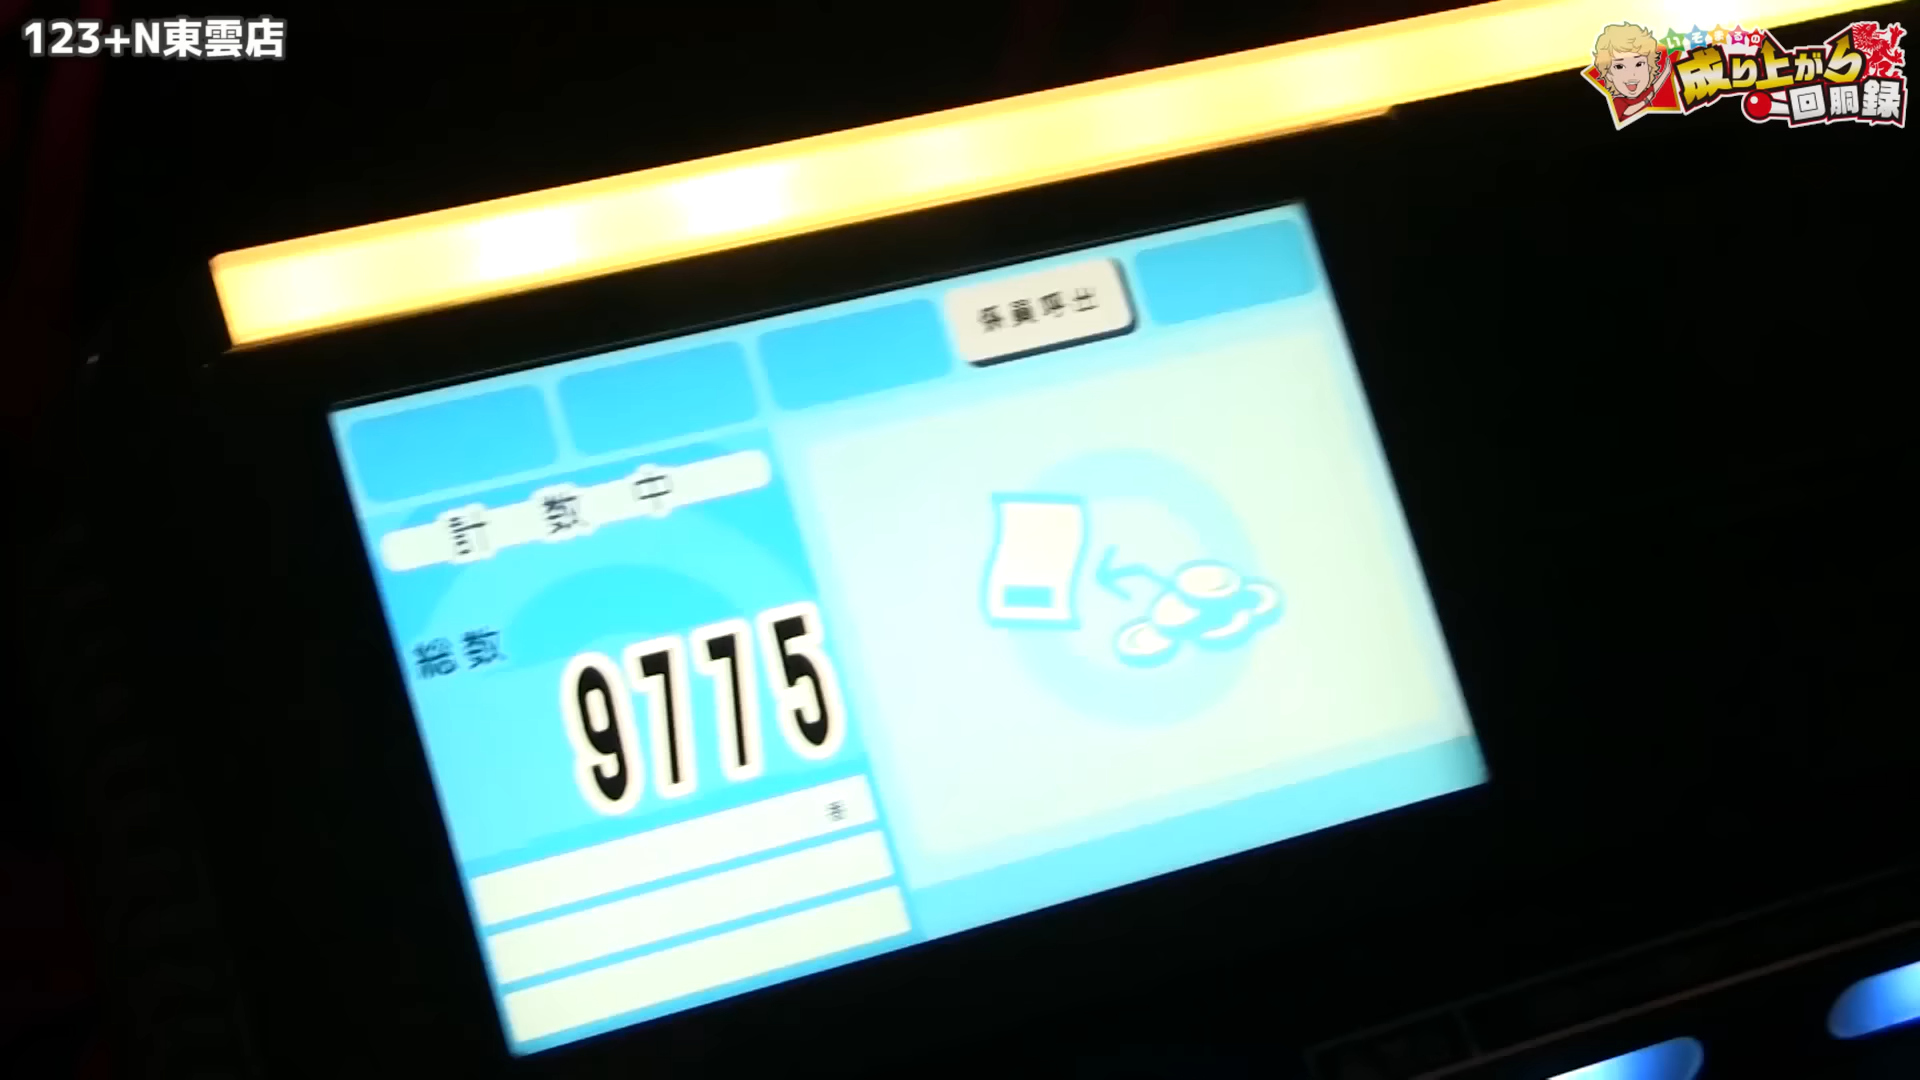 123+N東雲店
いそまるの
成り上がり
回胴録
係員呼出
計数中
総数
9775